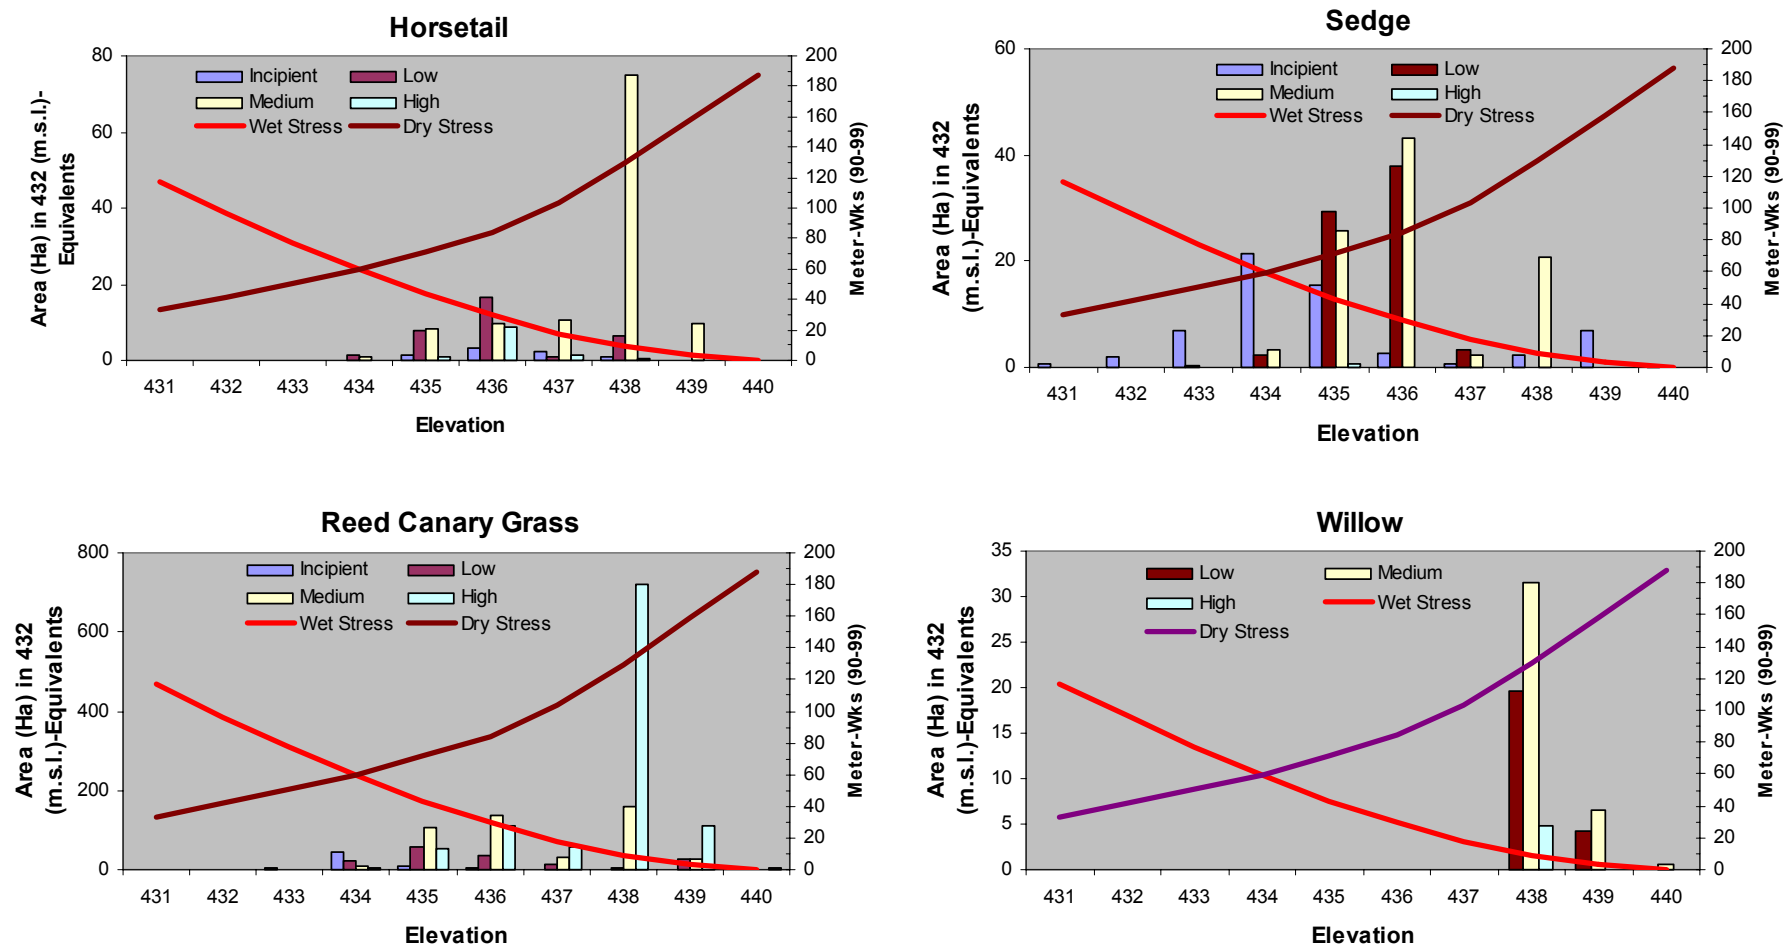 Horsetail
80
60
40
20
0
200
180
160
140
120
100
80
60
40
20
0
Incipient Low
Medium High
Wet Stress Dry Stress
Area (Ha) in 432 (m.s.l.)-
Equivalents
Meter-Wks (90-99)
431 432 433 434 435 436 437 438 439 440
Elevation
Sedge
60
40
20
0
200
180
160
140
120
100
80
60
40
20
0
Incipient Low
Medium High
Wet Stress Dry Stress
Area (Ha) in 432
(m.s.l.)-Equivalents
Meter-Wks (90-99)
431 432 433 434 435 436 437 438 439 440
Elevation
Reed Canary Grass
800
600
400
200
0
200
180
160
140
120
100
80
60
40
20
0
Incipient Low
Medium High
Wet Stress Dry Stress
Area (Ha) in 432
(m.s.l.)-Equivalents
Meter-Wks (90-99)
431 432 433 434 435 436 437 438 439 440
Elevation
Willow
35
30
25
20
15
10
5
0
200
180
160
140
120
100
80
60
40
20
0
Low Medium
High Wet Stress
Dry Stress
Area (Ha) in 432
(m.s.l.)-Equivalents
Meter-Wks (90-99)
431 432 433 434 435 436 437 438 439 440
Elevation